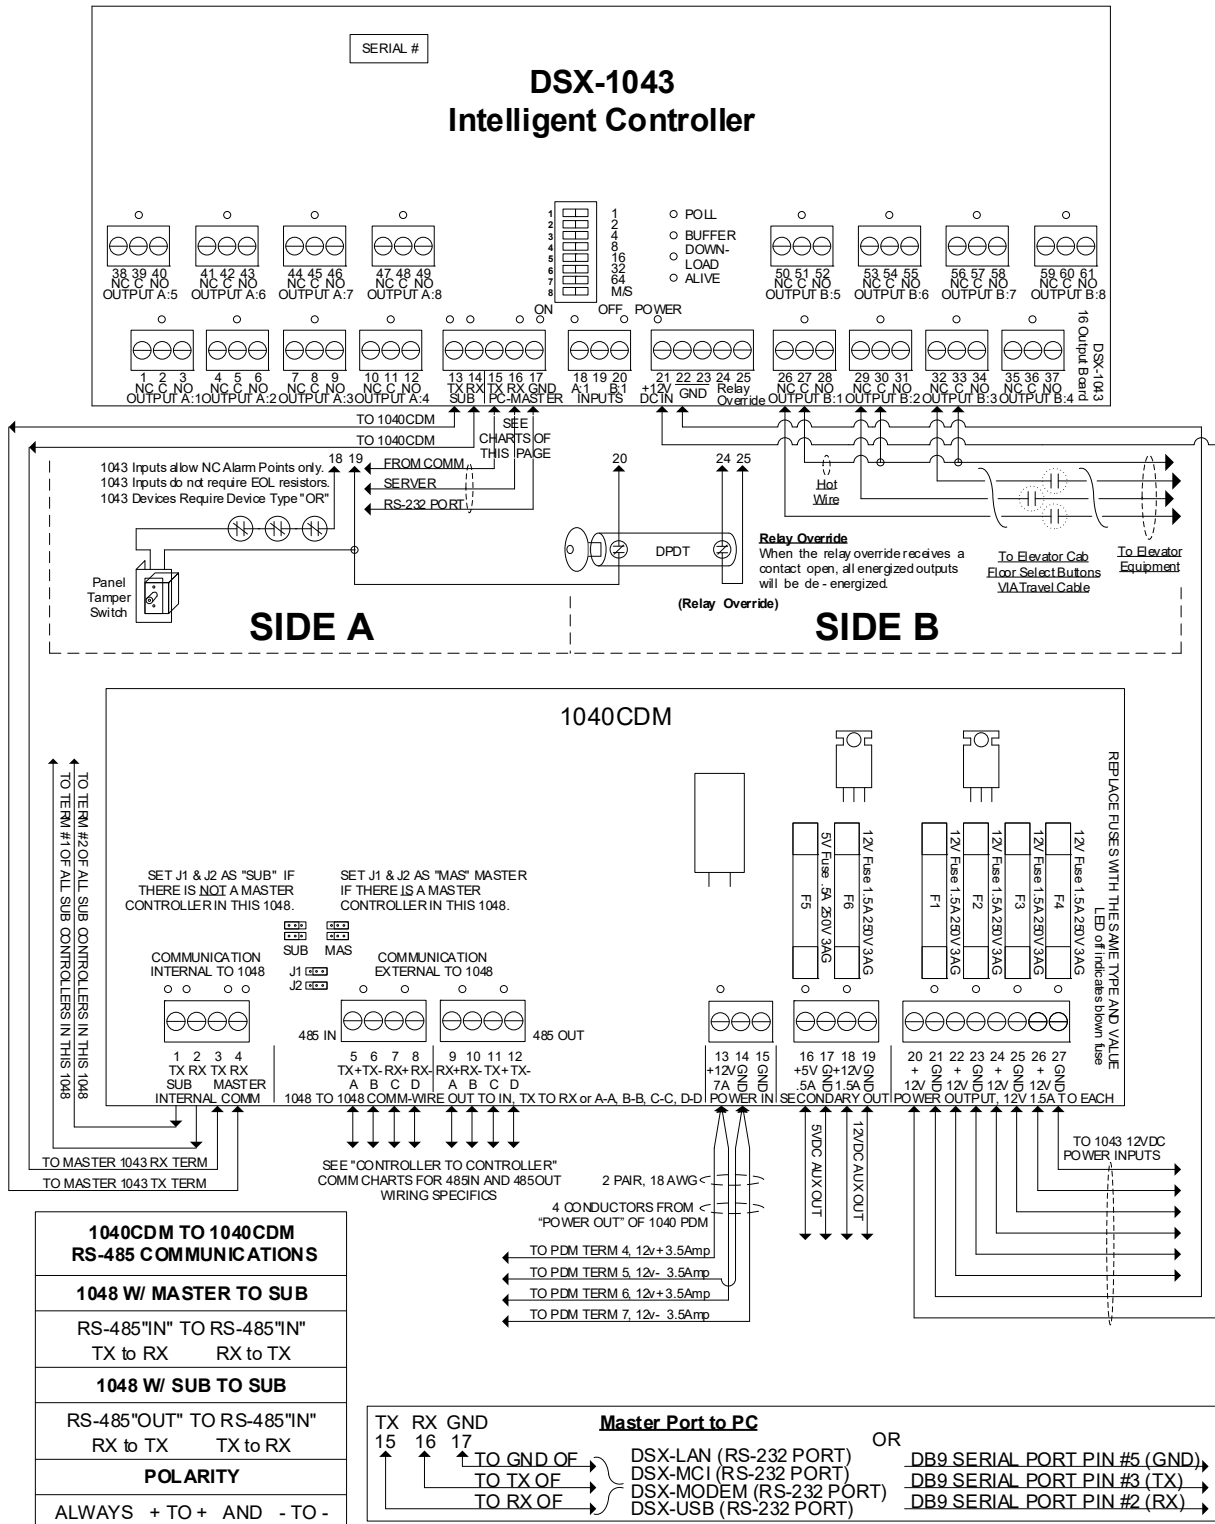 SERIAL #
DSX-1043
Intelligent Controller
1 1
2 2
3 4
4 8
5 16
6 32
7 64
8 M/S
ON OFF
POLL
BUFFER
DOWN-
LOAD
ALIVE
POWER
38 39 40
NC C NO
OUTPUT A:5
41 42 43
NC C NO
OUTPUT A:6
44 45 46
NC C NO
OUTPUT A:7
47 48 49
NC C NO
OUTPUT A:8
50 51 52
NC C NO
OUTPUT B:5
53 54 55
NC C NO
OUTPUT B:6
56 57 58
NC C NO
OUTPUT B:7
59 60 61
NC C NO
OUTPUT B:8
DSX-1043
16 Output Board
1 2 3
NC C NO
OUTPUT A:1
4 5 6
NC C NO
OUTPUT A:2
7 8 9
NC C NO
OUTPUT A:3
10 11 12
NC C NO
OUTPUT A:4
13 14 15 16 17
TX RX TX RX GND
SUB PC-MASTER
18 19 20
A:1 B:1
INPUTS
21 22 23 24 25
+12V GND Relay
DC IN Override
26 27 28
NC C NO
OUTPUT B:1
29 30 31
NC C NO
OUTPUT B:2
32 33 34
NC C NO
OUTPUT B:3
35 36 37
NC C NO
OUTPUT B:4
TO 1040CDM
TO 1040CDM
SEE
CHARTS OF
THIS PAGE
1043 Inputs allow NC Alarm Points only.
1043 Inputs do not require EOL resistors.
1043 Devices Require Device Type "OR"
18 19
FROM COMM
SERVER
RS-232 PORT
20
24 25
Hot
Wire
Panel
Tamper
Switch
DPDT
Relay Override
When the relay override receives a
contact open, all energized outputs
will be de - energized.
(Relay Override)
To Elevator Cab
Floor Select Buttons
VIA Travel Cable
To Elevator
Equipment
SIDE A
SIDE B
1040CDM
TO TERM #2 OF ALL SUB CONTROLLERS IN THIS 1048
TO TERM #1 OF ALL SUB CONTROLLERS IN THIS 1048
SET J1 & J2 AS "SUB" IF
THERE IS NOT A MASTER
CONTROLLER IN THIS 1048.
SET J1 & J2 AS "MAS" MASTER
IF THERE IS A MASTER
CONTROLLER IN THIS 1048.
SUB MAS
J1
J2
COMMUNICATION
INTERNAL TO 1048
COMMUNICATION
EXTERNAL TO 1048
485 IN
485 OUT
5V Fuse .5A 250V 3AG
F5
12V Fuse 1.5A 250V 3AG
F6
12V Fuse 1.5A 250V 3AG
F1
12V Fuse 1.5A 250V 3AG
F2
F3
12V Fuse 1.5A 250V 3AG
F4
REPLACE FUSES WITH THE SAME TYPE AND VALUE
LED off indicates blown fuse
1 2 3 4
TX RX TX RX
SUB MASTER
INTERNAL COMM
5 6 7 8
TX+ TX- RX+ RX-
A B C D
9 10 11 12
RX+ RX- TX+ TX-
A B C D
1048 TO 1048 COMM-WIRE OUT TO IN, TX TO RX or A-A, B-B, C-C, D-D
13 14 15
+12V GND GND
7A
POWER IN
16 17 18 19
+5V GND +12V GND
.5A 1.5A
SECONDARY OUT
20 21 22 23 24 25 26 27
+12V GND +12V GND +12V GND +12V GND
POWER OUTPUT, 12V 1.5A TO EACH
TO MASTER 1043 RX TERM
TO MASTER 1043 TX TERM
SEE "CONTROLLER TO CONTROLLER"
COMM CHARTS FOR 485IN AND 485OUT
WIRING SPECIFICS
2 PAIR, 18 AWG
4 CONDUCTORS FROM
"POWER OUT" OF 1040 PDM
5VDC AUX OUT
12VDC AUX OUT
TO 1043 12VDC
POWER INPUTS
TO PDM TERM 4, 12v+ 3.5Amp
TO PDM TERM 5, 12v- 3.5Amp
TO PDM TERM 6, 12v+ 3.5Amp
TO PDM TERM 7, 12v- 3.5Amp
1040CDM TO 1040CDM
RS-485 COMMUNICATIONS
1048 W/ MASTER TO SUB
RS-485"IN" TO RS-485"IN"
TX to RX RX to TX
1048 W/ SUB TO SUB
RS-485"OUT" TO RS-485"IN"
RX to TX TX to RX
POLARITY
ALWAYS + TO + AND - TO -
TX RX GND
15 16 17
Master Port to PC
TO GND OF
TO TX OF
TO RX OF
DSX-LAN (RS-232 PORT)
DSX-MCI (RS-232 PORT)
DSX-MODEM (RS-232 PORT)
DSX-USB (RS-232 PORT)
OR
DB9 SERIAL PORT PIN #5 (GND)
DB9 SERIAL PORT PIN #3 (TX)
DB9 SERIAL PORT PIN #2 (RX)